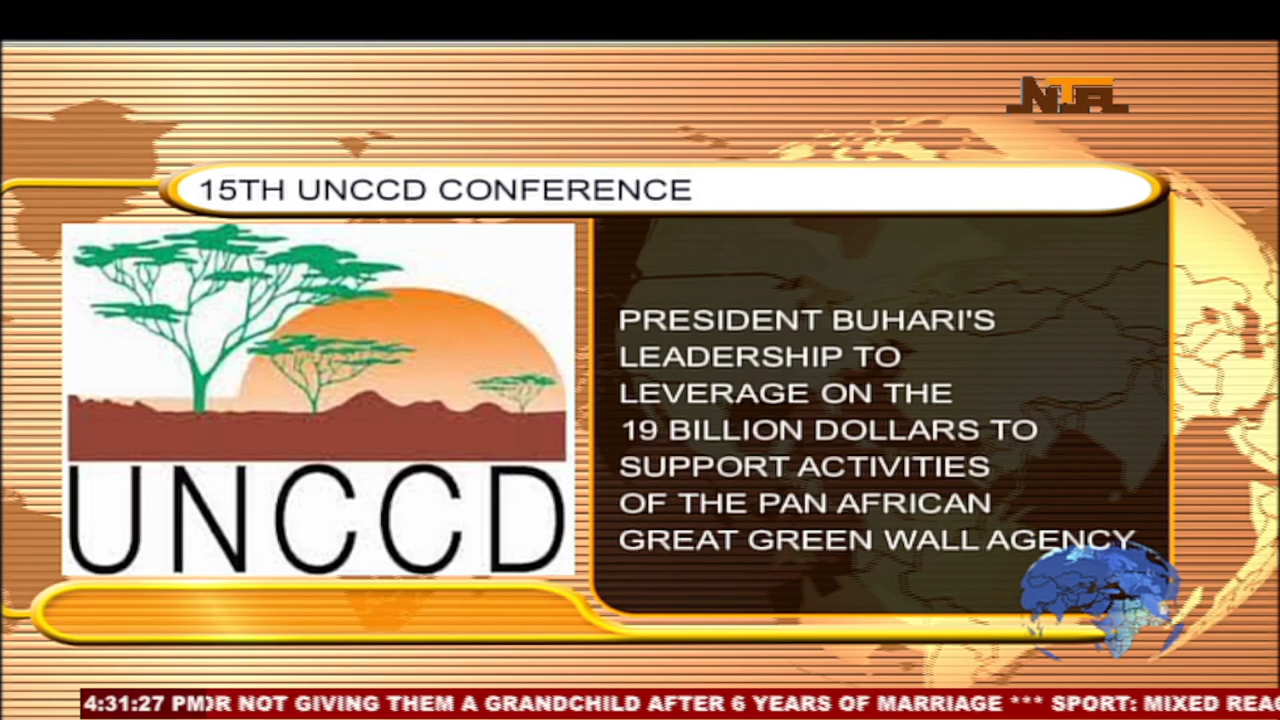 NTA
15TH UNCCD CONFERENCE
PRESIDENT BUHARI'S
LEADERSHIP TO
LEVERAGE ON THE
19 BILLION DOLLARS TO
SUPPORT ACTIVITIES
OF THE PAN AFRICAN
GREAT GREEN WALL AGENCY
UNCCD
4:31:27 PM OR NOT GIVING THEM A GRANDCHILD AFTER 6 YEARS OF MARRIAGE *** SPORT: MIXED